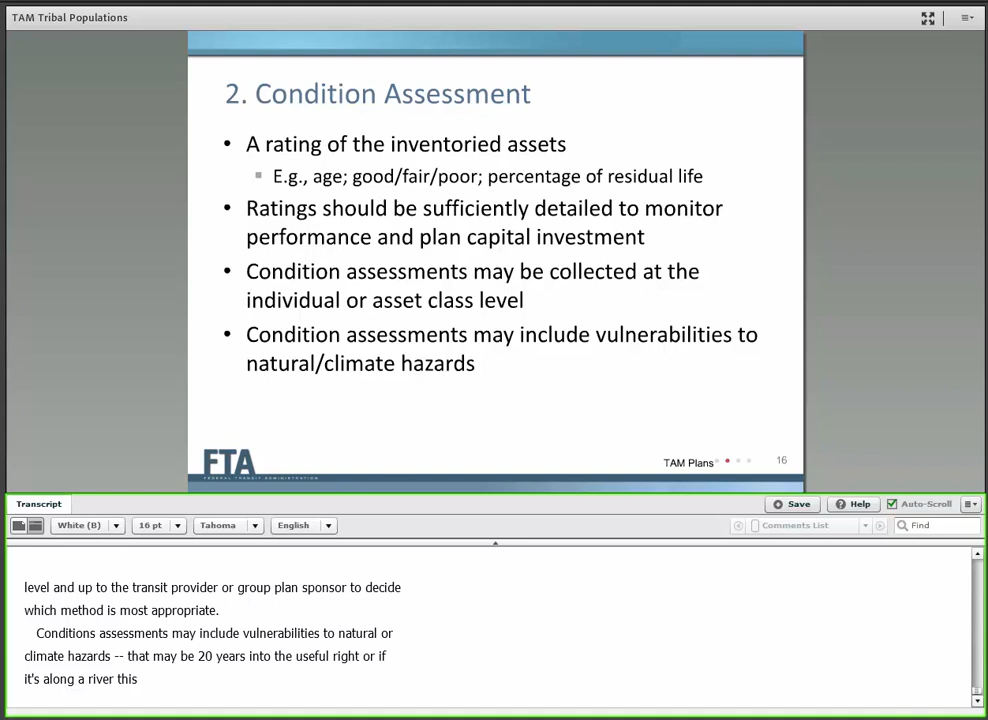 TAM Tribal Populations
2. Condition Assessment
• A rating of the inventoried assets
▪ E.g., age; good/fair/poor; percentage of residual life
• Ratings should be sufficiently detailed to monitor
performance and plan capital investment
• Condition assessments may be collected at the
individual or asset class level
• Condition assessments may include vulnerabilities to
natural/climate hazards
FTA
FEDERAL TRANSIT ADMINISTRATION
TAM Plans
16
Transcript
Save
Help
Auto-Scroll
White (B)
16 pt
Tahoma
English
Comments List
Find
level and up to the transit provider or group plan sponsor to decide
which method is most appropriate.
Conditions assessments may include vulnerabilities to natural or
climate hazards -- that may be 20 years into the useful right or if
it's along a river this